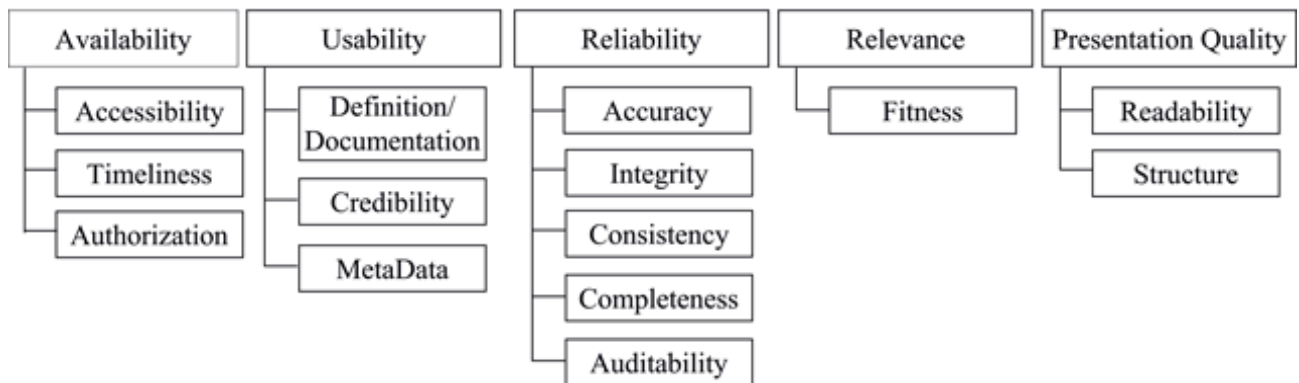 Availability
Accessibility
Timeliness
Authorization
Usability
Definition/
Documentation
Credibility
MetaData
Reliability
Accuracy
Integrity
Consistency
Completeness
Auditability
Relevance
Fitness
Presentation Quality
Readability
Structure